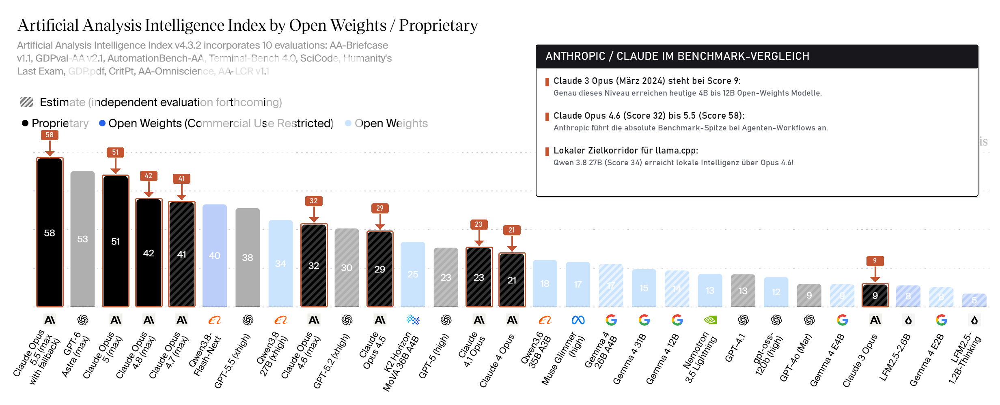 Artificial Analysis Intelligence Index by Open Weights / Proprietary
Artificial Analysis Intelligence Index v4.3.2 incorporates 10 evaluations: AA-Briefcase
v1.1, GDPval-AA v2.1, AutomationBench-AA, Terminal-Bench 4.0, SciCode, Humanity's
Last Exam, GDP.pdf, CritPt, AA-Omniscience, AA-LCR v1.1
Estimate (independent evaluation forthcoming)
Proprietary
Open Weights (Commercial Use Restricted)
Open Weights
ANTHROPIC / CLAUDE IM BENCHMARK-VERGLEICH
Claude 3 Opus (März 2024) steht bei Score 9:
Genau dieses Niveau erreichen heutige 4B bis 12B Open-Weights Modelle.
Claude Opus 4.6 (Score 32) bis 5.5 (Score 58):
Anthropic führt die absolute Benchmark-Spitze bei Agenten-Workflows an.
Lokaler Zielkorridor für llama.cpp:
Qwen 3.8 27B (Score 34) erreicht lokale Intelligenz über Opus 4.6!
is
58
51
42
41
32
29
23
21
9
58
53
51
42
41
40
38
34
32
30
29
25
23
23
21
18
17
17
15
14
13
13
12
9
9
9
8
8
5
Claude Opus
5.5 (max
with fallback)
GPT-6
Astra (max)
Claude Opus
5 (max)
Claude Opus
4.8 (max)
Claude Opus
4.7 (max)
Qwen3.8-
Flash-Next
GPT-5.5 (xhigh)
Qwen3.8
27B (xhigh)
Claude Opus
4.6 (max)
GPT-5.2 (xhigh)
Claude
Opus 4.5
K2 Horizon
MoVA 36B A4B
GPT-5 (high)
Claude
4.1 Opus
Claude 4 Opus
Qwen3.6
35B A3B
Muse Glimmer
(high)
Gemma 4
26B A4B
Gemma 4 31B
Gemma 4 12B
Nemotron
3.5 Lightning
GPT-4.1
gpt-oss-
120b (high)
GPT-4o (Mar)
Gemma 4 E4B
Claude 3 Opus
LFM2.5-2.6B
Gemma 4 E2B
LFM2.5-
1.2B-Thinking